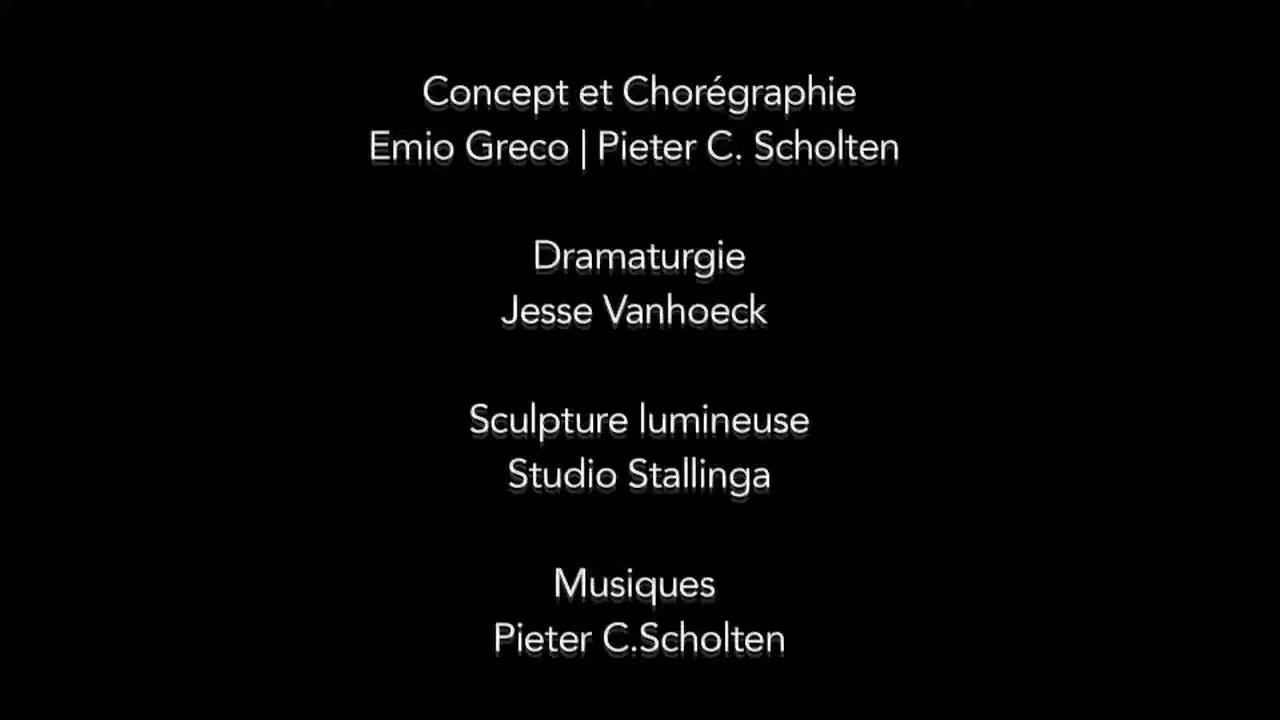 Concept et Chorégraphie
Emio Greco | Pieter C. Scholten
Dramaturgie
Jesse Vanhoeck
Sculpture lumineuse
Studio Stallinga
Musiques
Pieter C.Scholten